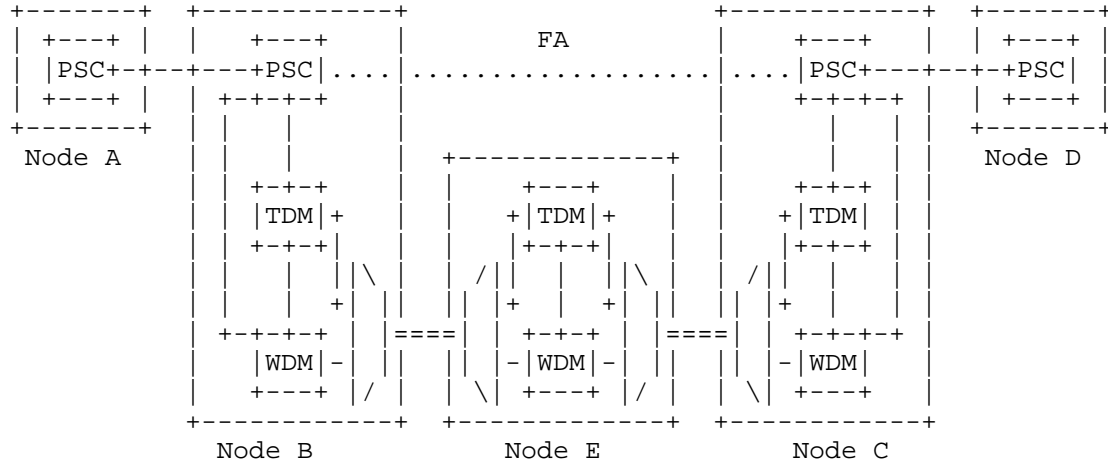 FA
PSC PSC PSC PSC
Node A Node D
TDM TDM TDM
WDM WDM WDM
Node B Node E Node C